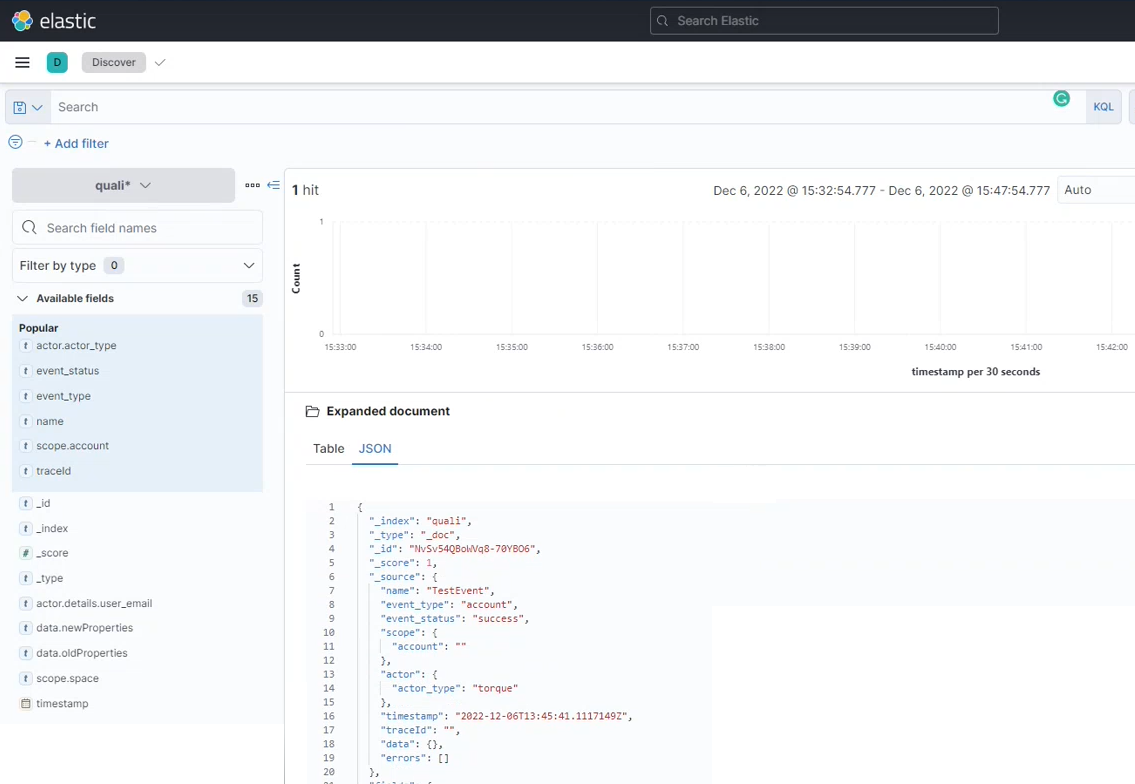 elastic
Search Elastic
D
Discover
Search
KQL
+ Add filter
quali*
1 hit
Dec 6, 2022 @ 15:32:54.777 - Dec 6, 2022 @ 15:47:54.777
Auto
Search field names
Filter by type 0
Available fields 15
Popular
t actor.actor_type
t event_status
t event_type
t name
t scope.account
t traceId
t _id
t _index
# _score
t _type
t actor.details.user_email
t data.newProperties
t data.oldProperties
t scope.space
timestamp
1
Count
0
15:33:00 15:34:00 15:35:00 15:36:00 15:37:00 15:38:00 15:39:00 15:40:00 15:41:00 15:42:00
timestamp per 30 seconds
Expanded document
Table JSON
1 {
2 "_index": "quali",
3 "_type": "_doc",
4 "_id": "NvSv54QBoWVq8-70YBO6",
5 "_score": 1,
6 "_source": {
7 "name": "TestEvent",
8 "event_type": "account",
9 "event_status": "success",
10 "scope": {
11 "account": ""
12 },
13 "actor": {
14 "actor_type": "torque"
15 },
16 "timestamp": "2022-12-06T13:45:41.1117149Z",
17 "traceId": "",
18 "data": {},
19 "errors": []
20 },